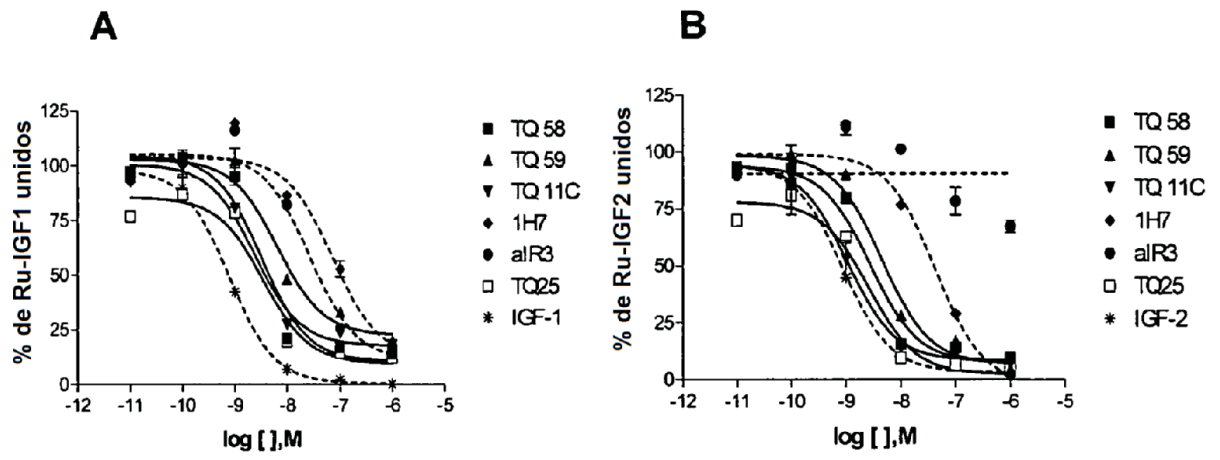 A
% de Ru-IGF1 unidos
125
100
75
50
25
0
-12 -11 -10 -9 -8 -7 -6 -5
log [ ],M
TQ 58
TQ 59
TQ 11C
1H7
aIR3
TQ25
IGF-1
B
% de Ru-IGF2 unidos
125
100
75
50
25
0
-12 -11 -10 -9 -8 -7 -6 -5
log [ ],M
TQ 58
TQ 59
TQ 11C
1H7
aIR3
TQ25
IGF-2